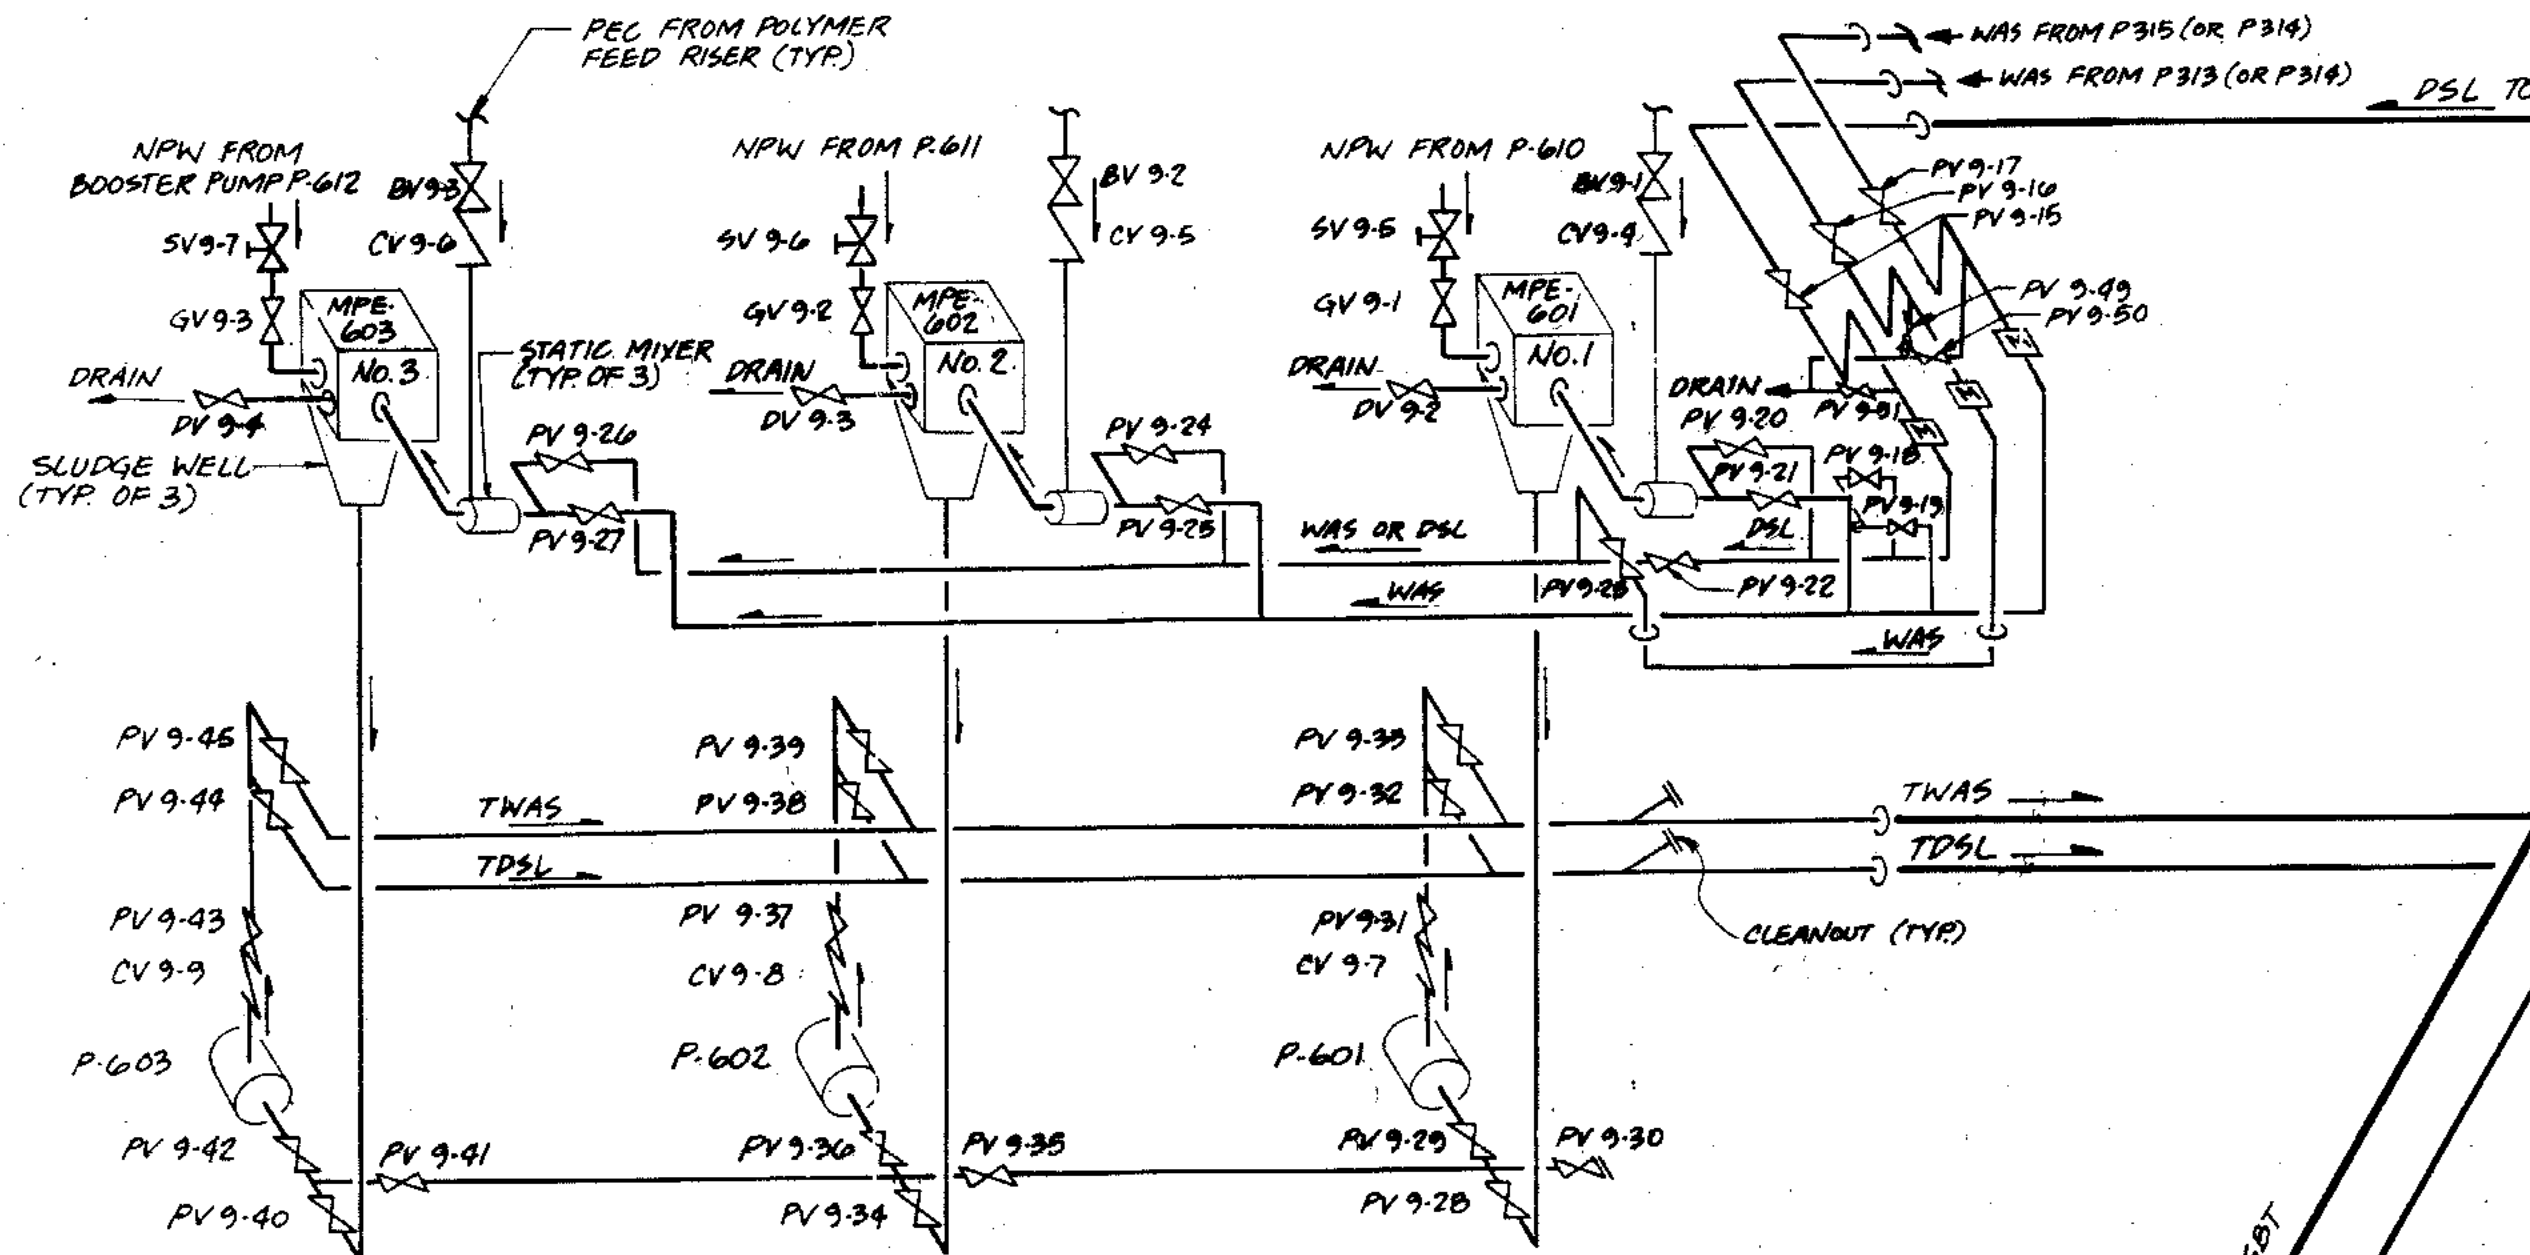 PEC FROM POLYMER
FEED RISER (TYP.)
WAS FROM P315 (OR P314)
WAS FROM P313 (OR P314)
DSL TO
NPW FROM
BOOSTER PUMP P-612
BV 9-3
NPW FROM P-611
BV 9-2
NPW FROM P-610
BV 9-1
PV 9-17
PV 9-16
PV 9-15
SV 9-7
CV 9-6
SV 9-6
CV 9-5
SV 9-5
CV 9-4
GV 9-3
MPE-
603
No. 3
GV 9-2
MPE-
602
No. 2
GV 9-1
MPE-
601
No. 1
PV 9-49
PV 9-50
STATIC MIXER
(TYP. OF 3)
DRAIN
DV 9-4
DRAIN
DV 9-3
DRAIN
DV 9-2
DRAIN
PV 9-51
PV 9-20
PV 9-26
PV 9-24
PV 9-21
PV 9-18
PV 9-19
SLUDGE WELL
(TYP. OF 3)
PV 9-27
PV 9-25
WAS OR DSL
DSL
PV 9-23
PV 9-22
WAS
WAS
PV 9-45
PV 9-39
PV 9-33
PV 9-44
PV 9-38
PV 9-32
TWAS
TWAS
TDSL
TDSL
PV 9-43
PV 9-37
PV 9-31
CLEANOUT (TYP.)
CV 9-9
CV 9-8
CV 9-7
P-603
P-602
P-601
PV 9-42
PV 9-41
PV 9-36
PV 9-35
PV 9-29
PV 9-30
PV 9-40
PV 9-34
PV 9-28